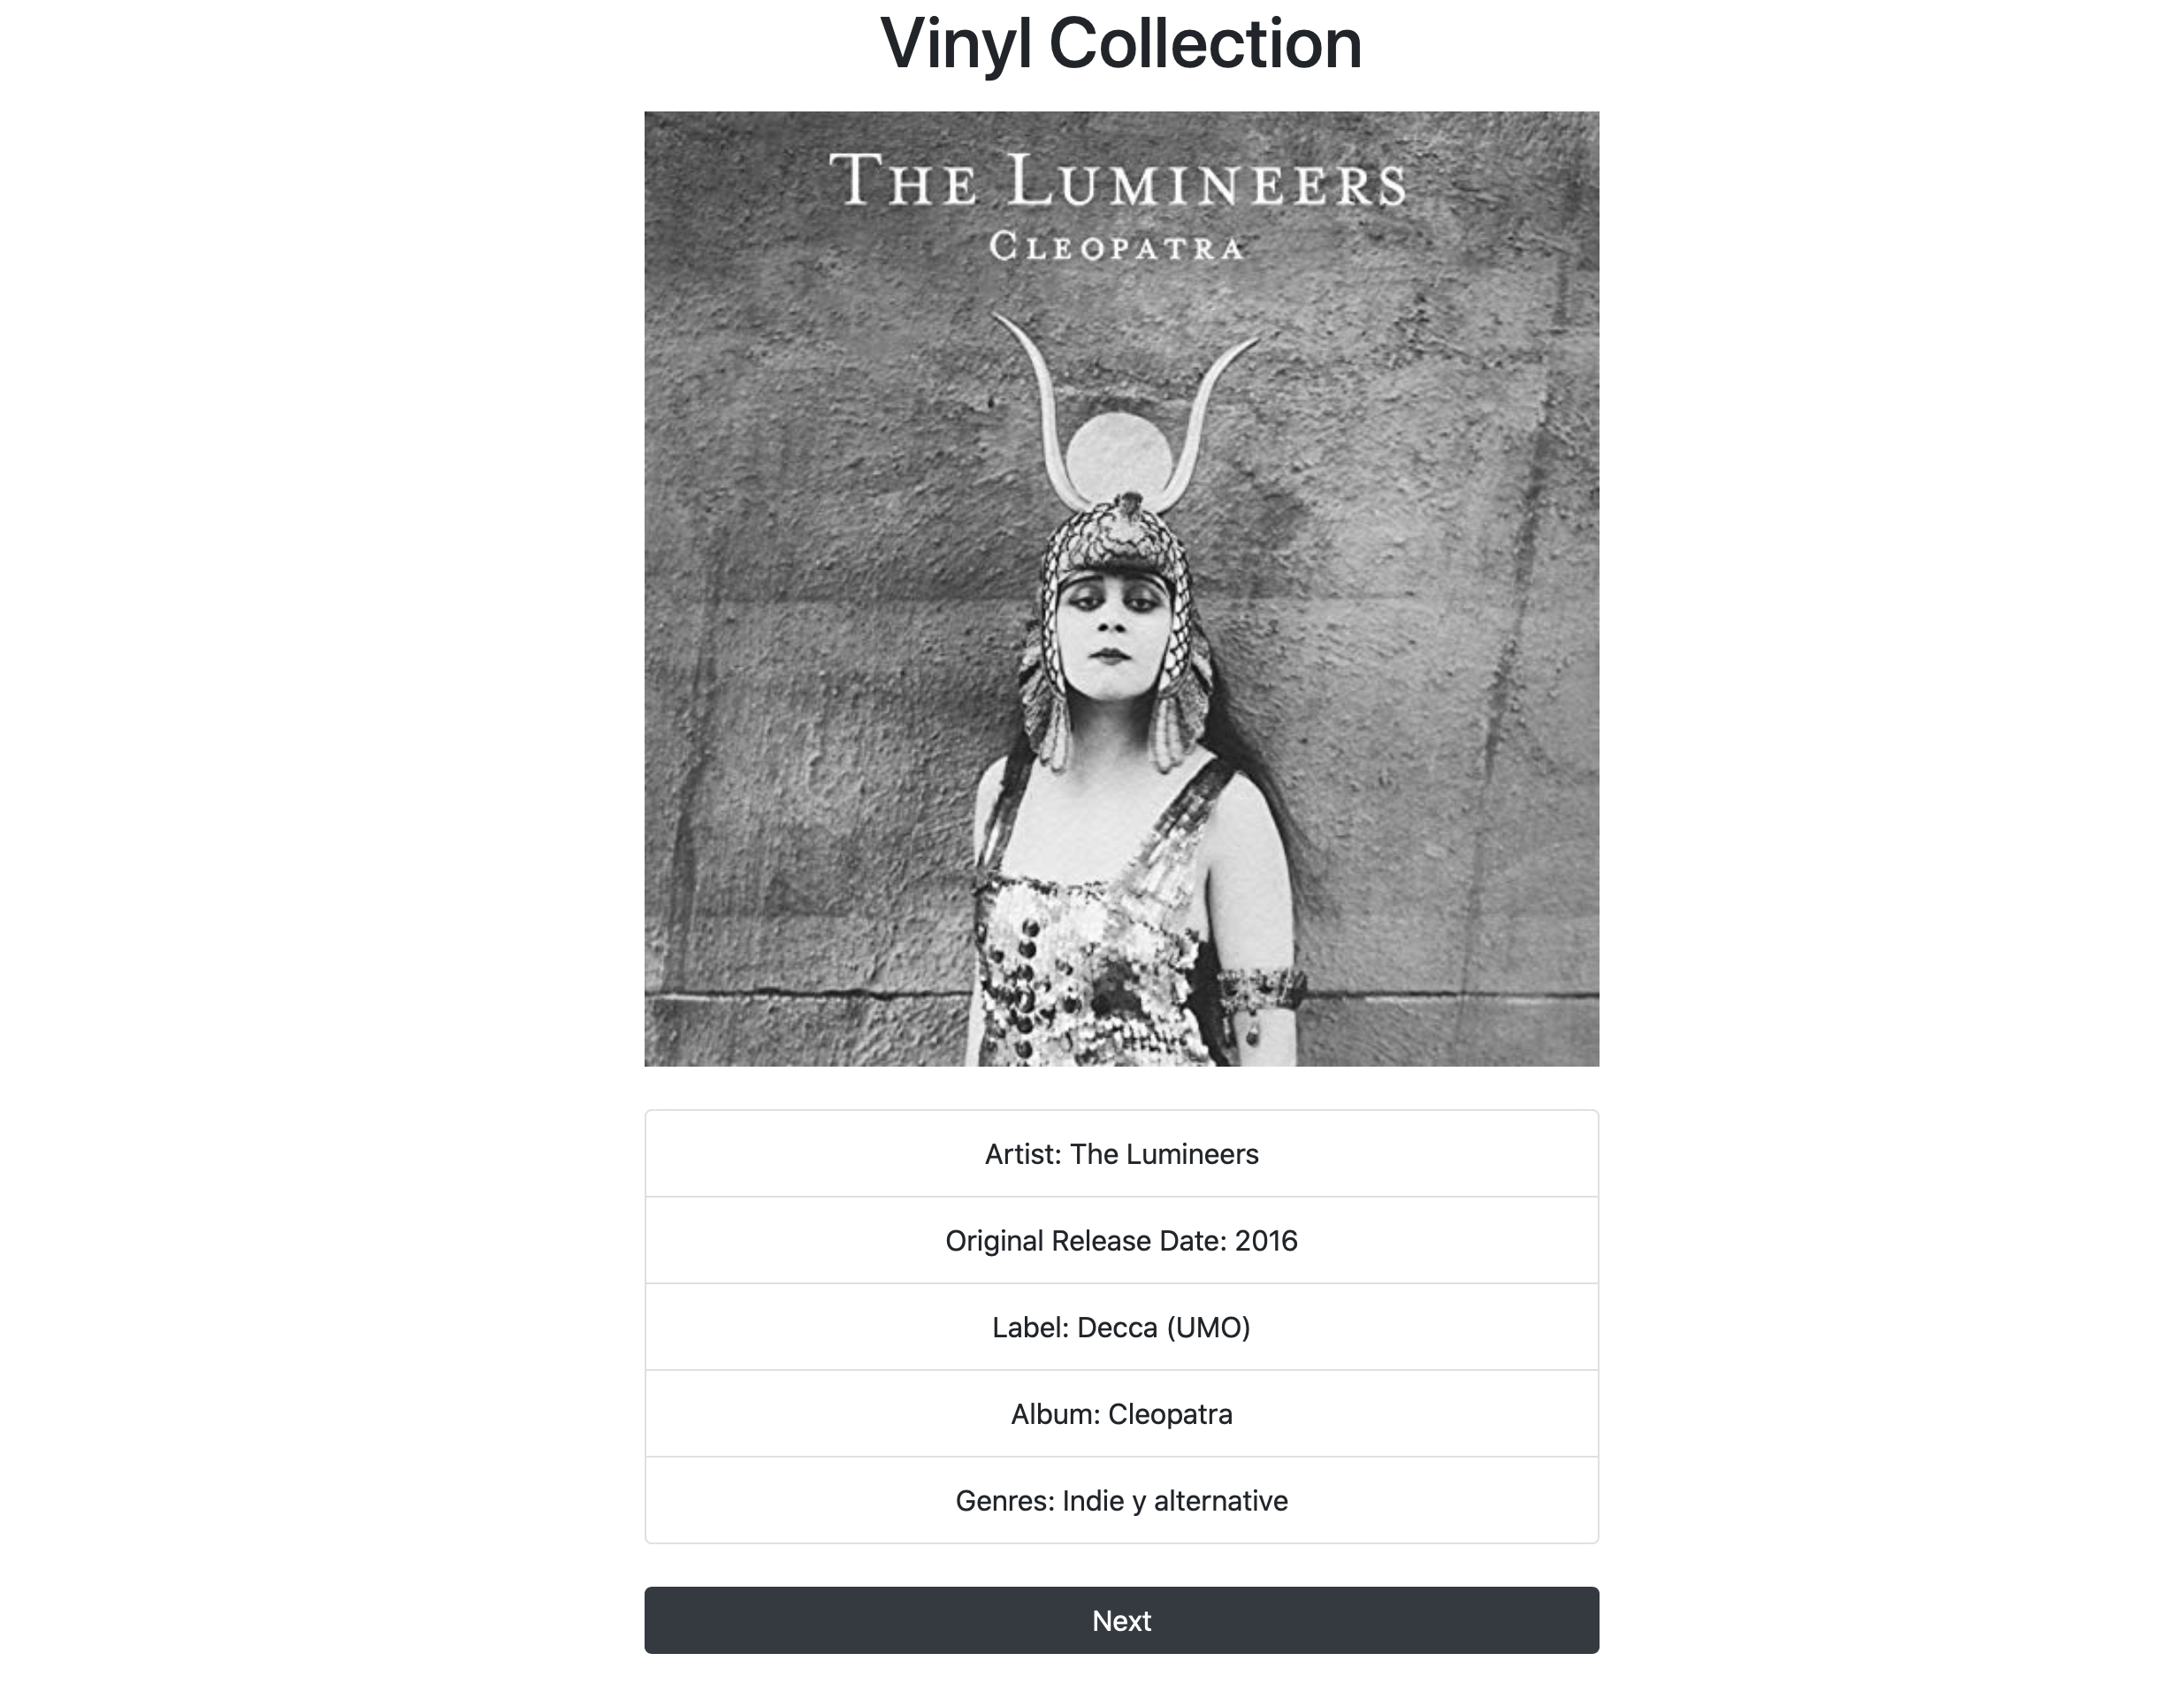 Vinyl Collection
THE LUMINEERS
CLEOPATRA
Artist: The Lumineers
Original Release Date: 2016
Label: Decca (UMO)
Album: Cleopatra
Genres: Indie y alternative
Next